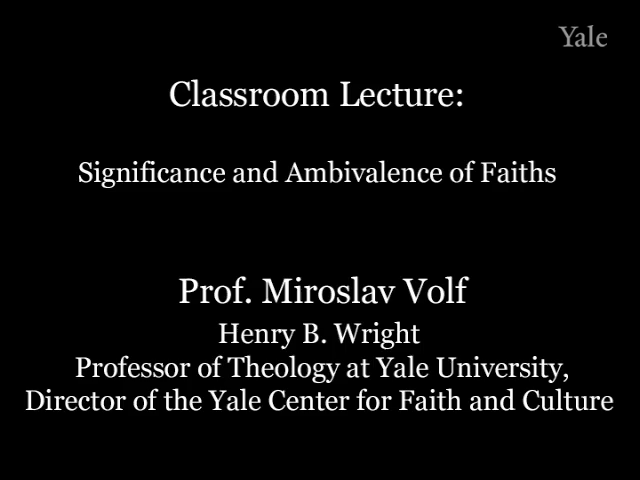 Yale
Classroom Lecture:
Significance and Ambivalence of Faiths
Prof. Miroslav Volf
Henry B. Wright
Professor of Theology at Yale University,
Director of the Yale Center for Faith and Culture